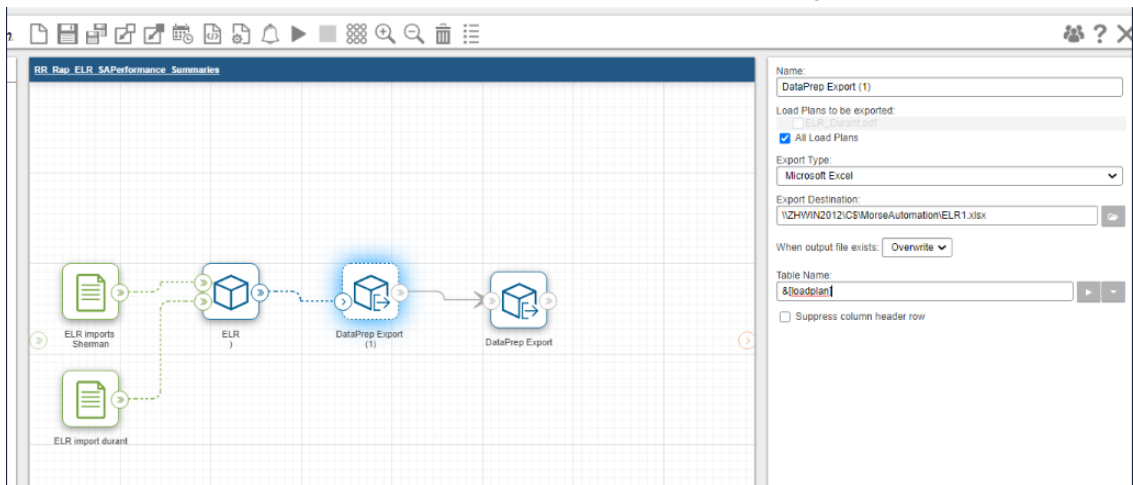 RR_Rap_ELR_SAPerformance_Summaries
ELR imports
Sherman
ELR
)
DataPrep Export
(1)
DataPrep Export
ELR import durant
Name:
DataPrep Export (1)
Load Plans to be exported:
ELR_Durant.pdf
All Load Plans
Export Type:
Microsoft Excel
Export Destination:
\\ZHWIN2012\C$\MorseAutomation\ELR1.xlsx
When output file exists: Overwrite
Table Name:
&[loadplan]
Suppress column header row